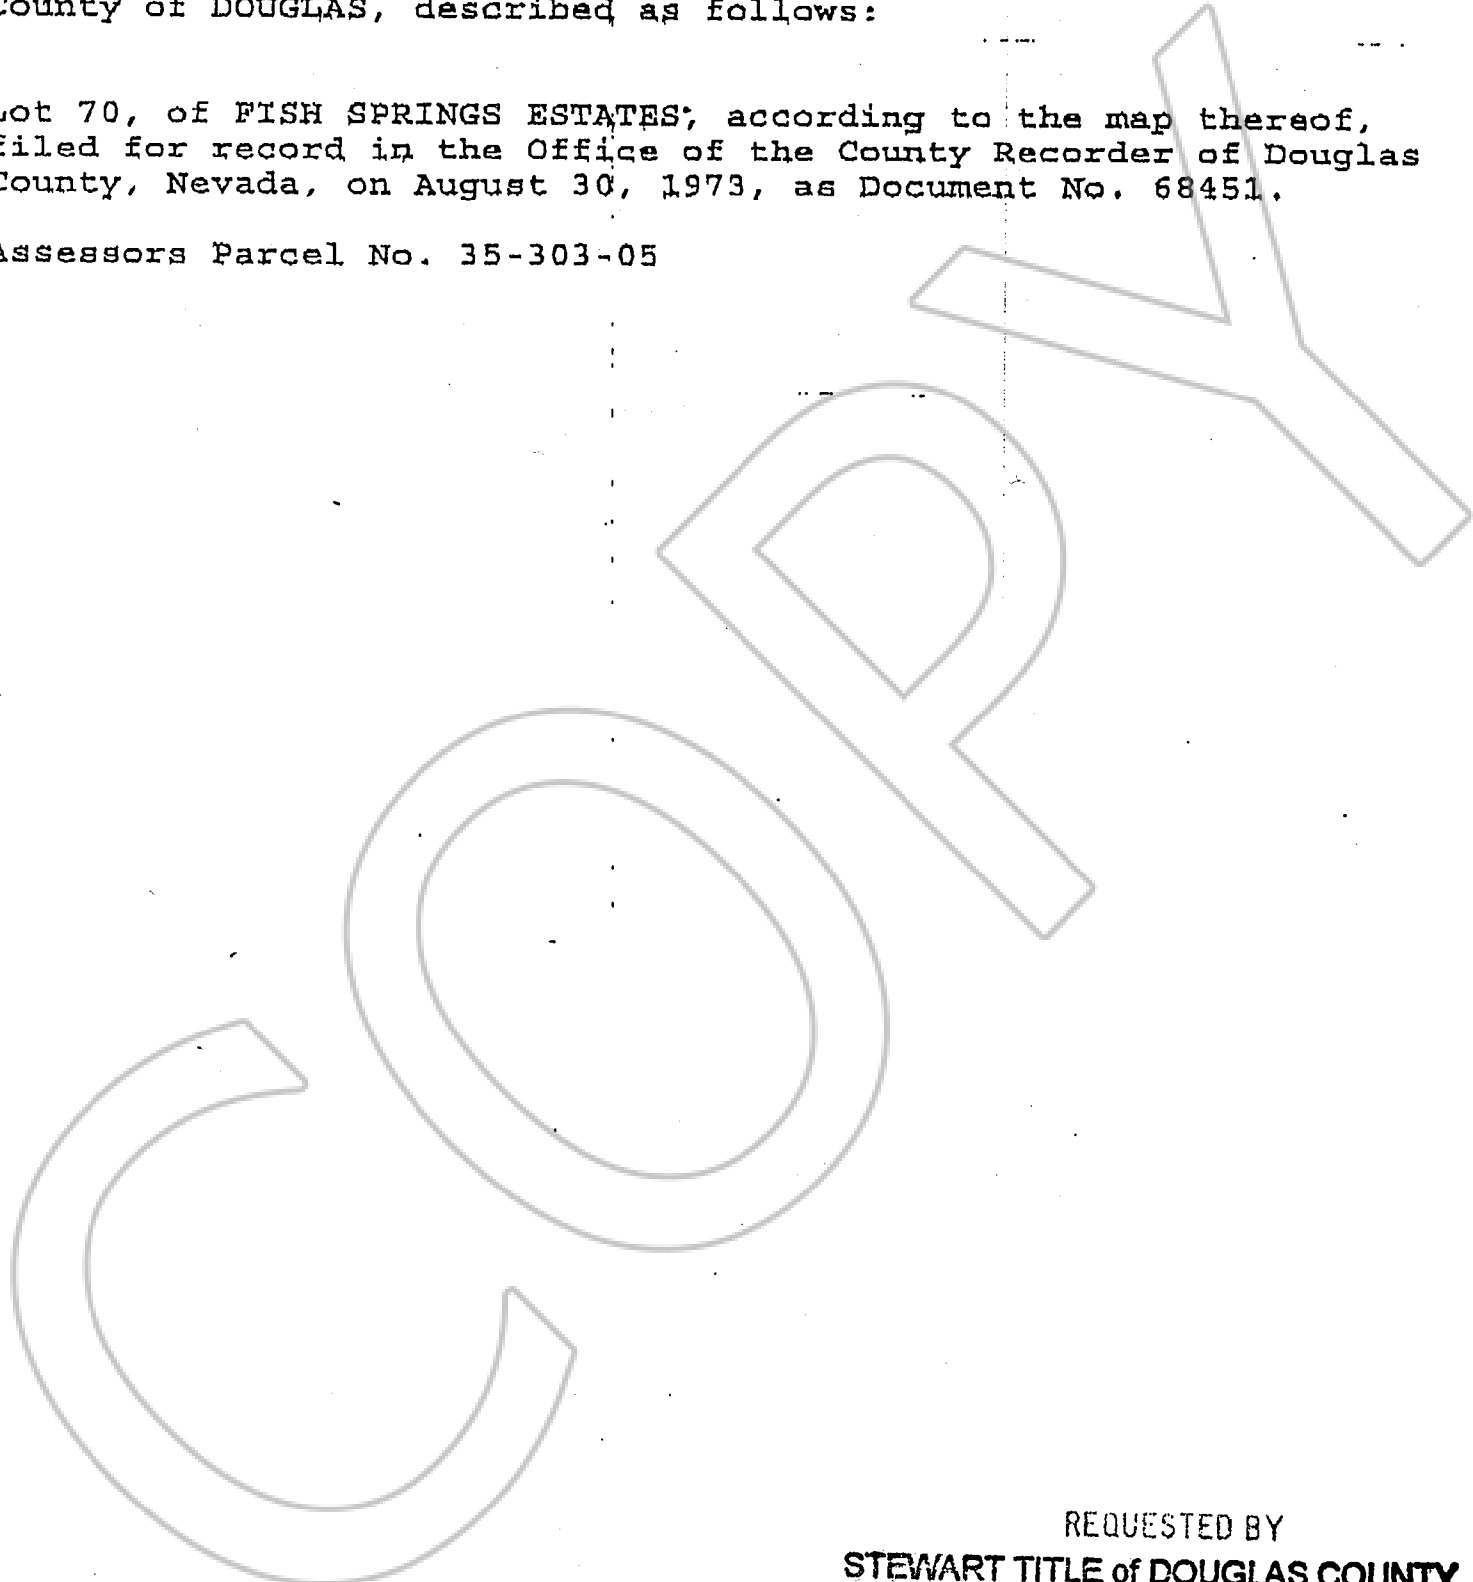 County of DOUGLAS, described as follows:
Lot 70, of FISH SPRINGS ESTATES, according to the map thereof,
filed for record in the Office of the County Recorder of Douglas
County, Nevada, on August 30, 1973, as Document No. 68451.
Assessors Parcel No. 35-303-05
COPY
REQUESTED BY
STEWART TITLE of DOUGLAS COUNTY